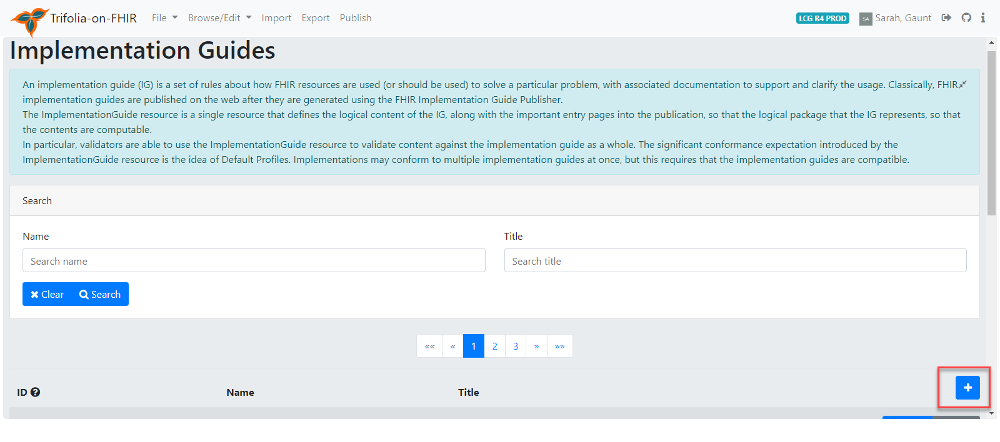 Trifolia-on-FHIR File Browse/Edit Import Export Publish LCG R4 PROD SA Sarah, Gaunt
Implementation Guides
An implementation guide (IG) is a set of rules about how FHIR resources are used (or should be used) to solve a particular problem, with associated documentation to support and clarify the usage. Classically, FHIR
implementation guides are published on the web after they are generated using the FHIR Implementation Guide Publisher.
The ImplementationGuide resource is a single resource that defines the logical content of the IG, along with the important entry pages into the publication, so that the logical package that the IG represents, so that
the contents are computable.
In particular, validators are able to use the ImplementationGuide resource to validate content against the implementation guide as a whole. The significant conformance expectation introduced by the
ImplementationGuide resource is the idea of Default Profiles. Implementations may conform to multiple implementation guides at once, but this requires that the implementation guides are compatible.
Search
Name Title
Search name Search title
Clear Search
«« « 1 2 3 » »»
ID Name Title